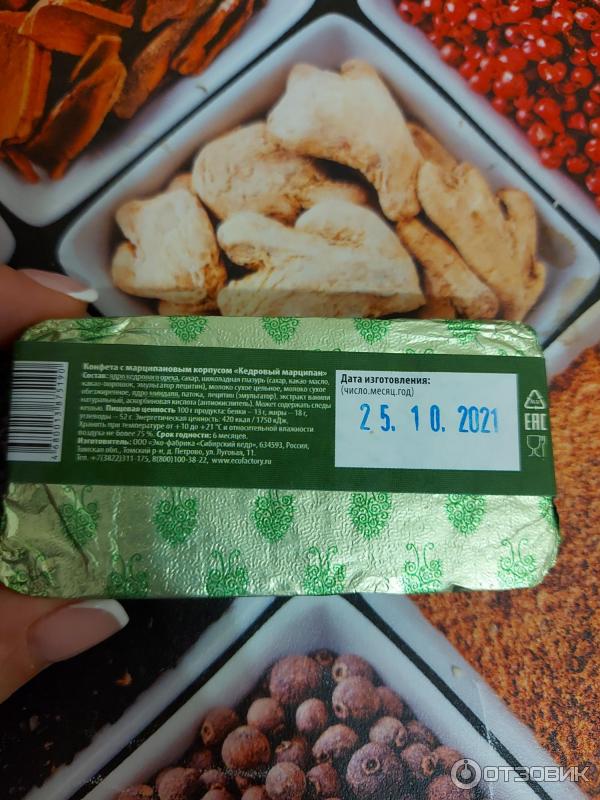 Конфета с марципановым корпусом «Кедровый марципан»
Состав: ядро кедрового ореха, сахар, шоколадная глазурь (сахар, какао-масло,
какао-порошок, эмульгатор лецитин), молоко сухое цельное, молоко сухое
обезжиренное, ядро миндаля, патока, лецитин (эмульгатор), экстракт ванили
натуральный, аскорбиновая кислота (антиокислитель). Может содержать следы
кешью. Пищевая ценность 100 г продукта: белки – 13 г, жиры – 18 г,
углеводы – 52 г. Энергетическая ценность: 420 ккал / 1750 кДж.
Хранить при температуре от +10 до +21 °С и относительной влажности
воздуха не более 75 %. Срок годности: 6 месяцев.
Изготовитель: ООО «Эко-фабрика «Сибирский кедр», 634593, Россия,
Томская обл., Томский р-н, д. Петрово, ул. Луговая, 11.
Тел. +7(3822)311-175, 8(800)100-38-22, www.ecofactory.ru
Дата изготовления:
(число.месяц.год)
25.10.2021
EAC
ОТЗОВИК